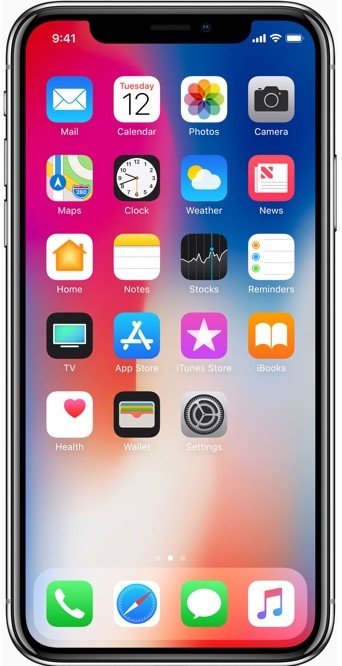 9:41
Tuesday
12
Mail
Calendar
Photos
Camera
280
Maps
Clock
Weather
News
Home
Notes
Stocks
Reminders
TV
App Store
iTunes Store
iBooks
Health
Wallet
Settings